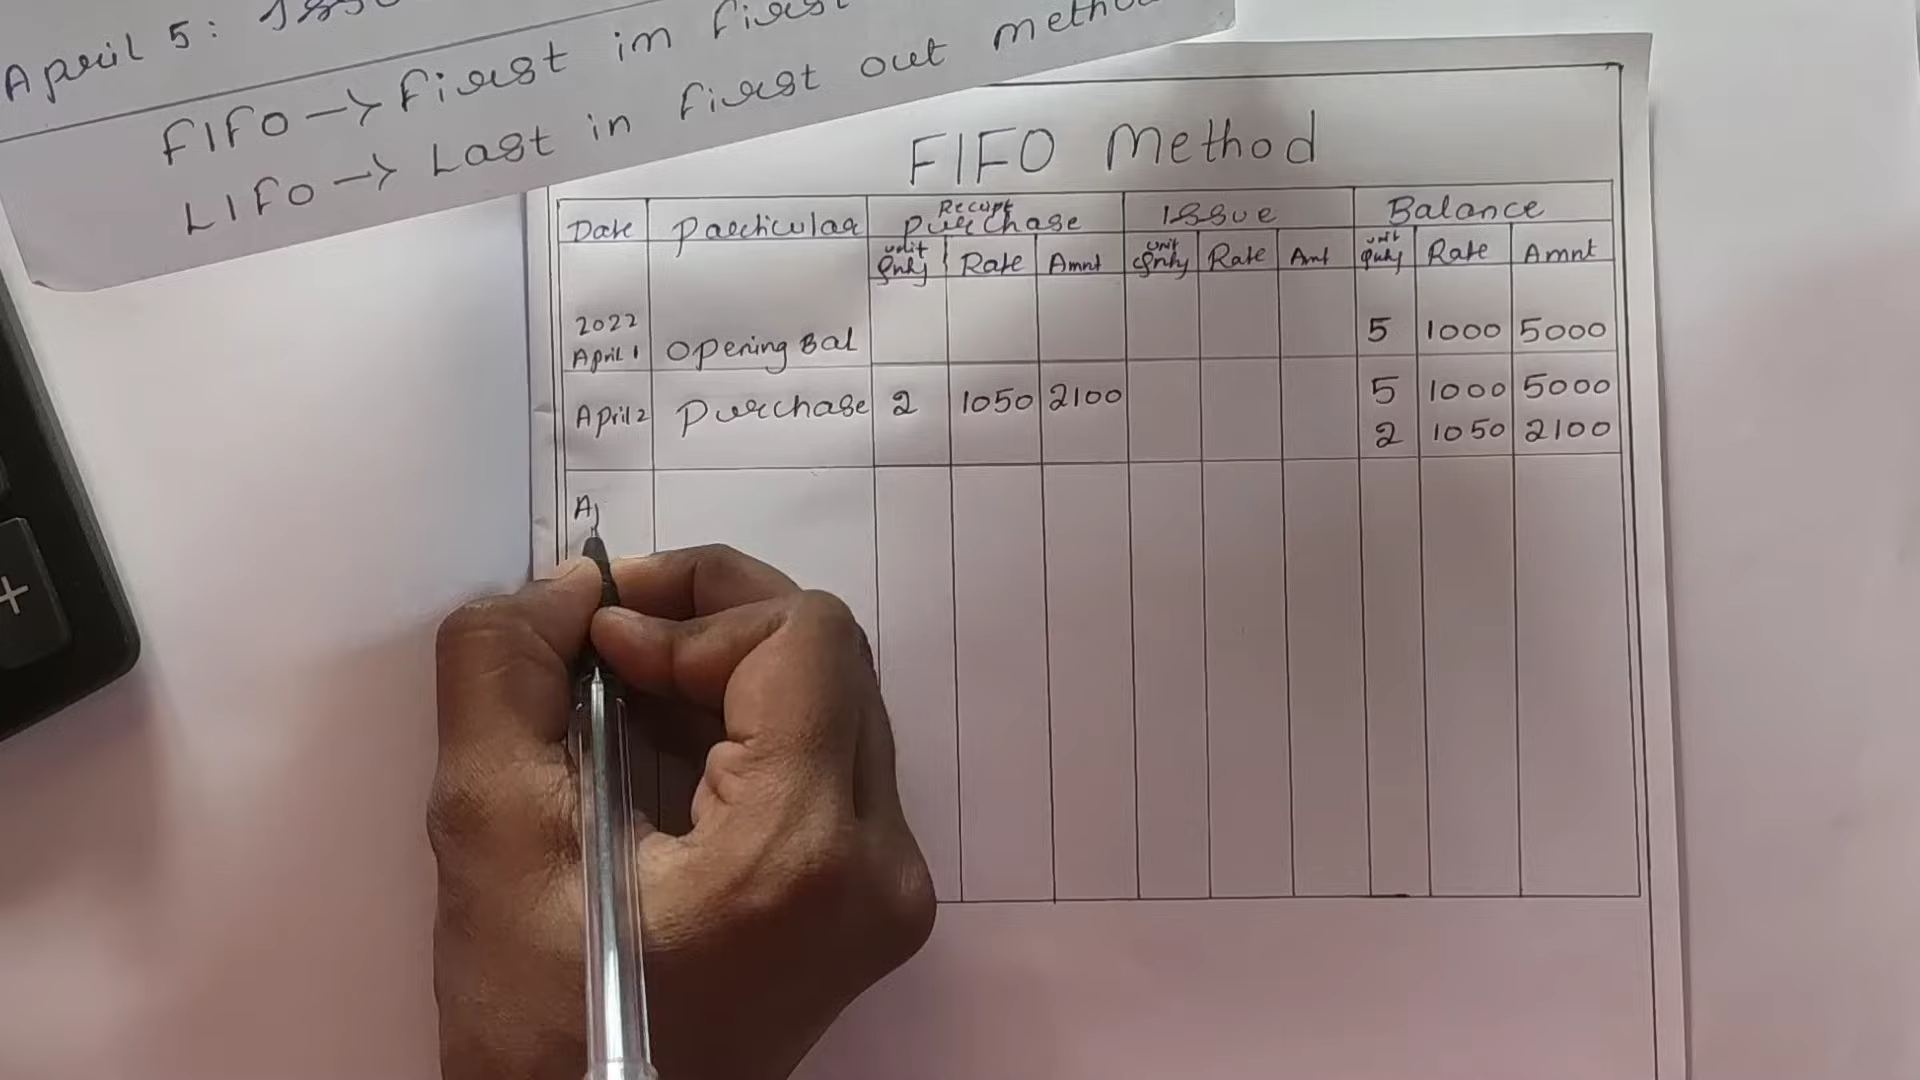 April 5:
FIFO → First in First
LIFO → Last in First out method
FIFO Method
Date Particular Recipt Purchase Issue Balance
unit Qnty Rate Amnt unit Qnty Rate Amt unit Qnty Rate Amnt
2022
April 1 Opening Bal 5 1000 5000
April 2 Purchase 2 1050 2100 5 1000 5000
2 1050 2100
A
+